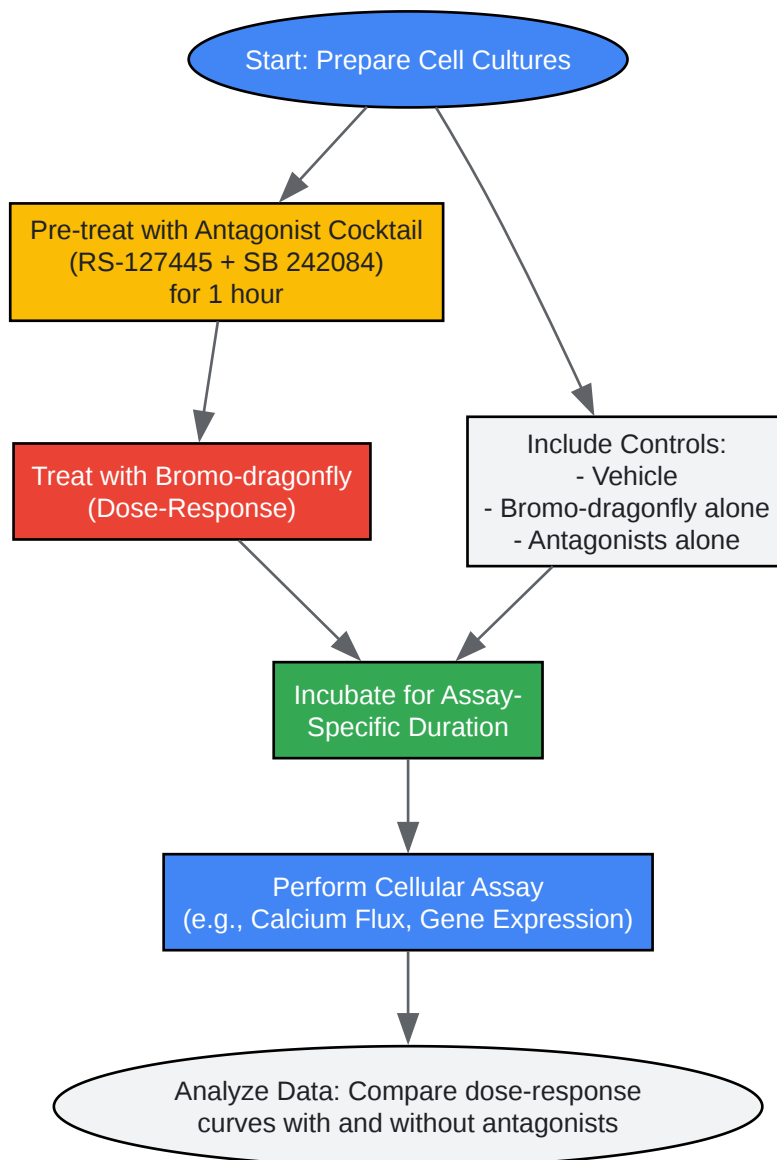 Start: Prepare Cell Cultures
Pre-treat with Antagonist Cocktail
(RS-127445 + SB 242084)
for 1 hour
Treat with Bromo-dragonfly
(Dose-Response)
Include Controls:
- Vehicle
- Bromo-dragonfly alone
- Antagonists alone
Incubate for Assay-
Specific Duration
Perform Cellular Assay
(e.g., Calcium Flux, Gene Expression)
Analyze Data: Compare dose-response
curves with and without antagonists